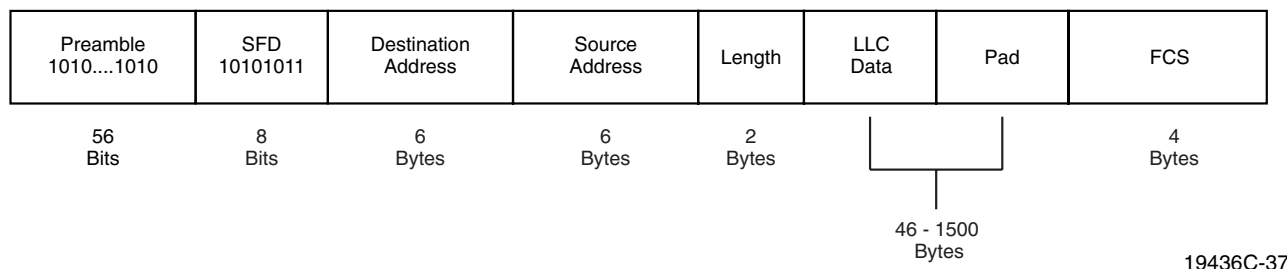 Preamble
1010....1010
SFD
10101011
Destination
Address
Source
Address
Length
LLC
Data
Pad
FCS
56
Bits
8
Bits
6
Bytes
6
Bytes
2
Bytes
4
Bytes
46 - 1500
Bytes
19436C-37